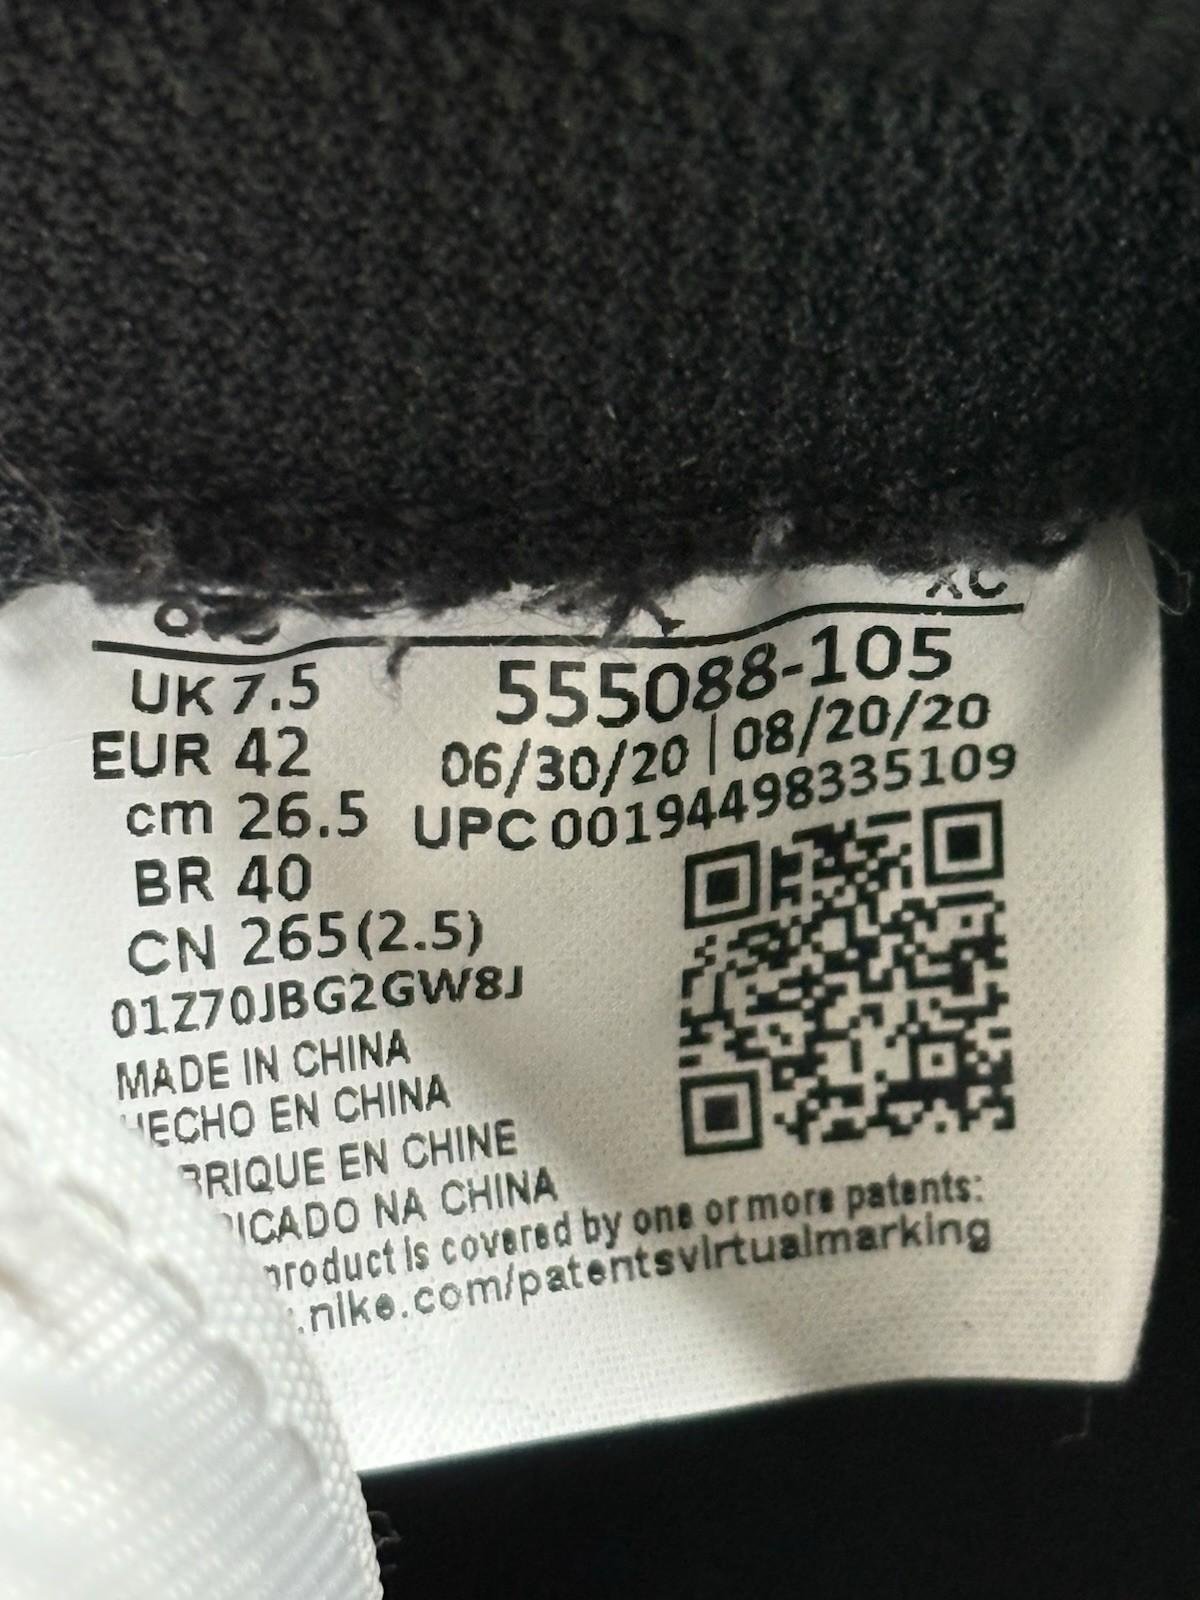 UK 7.5
EUR 42
cm 26.5
BR 40
CN 265(2.5)
01Z70JBG2GW8J
555088-105
06/30/20 | 08/20/20
UPC 00194498335109
MADE IN CHINA
HECHO EN CHINA
BRIQUE EN CHINE
ICADO NA CHINA
product is covered by one or more patents:
.nike.com/patentsvirtualmarking